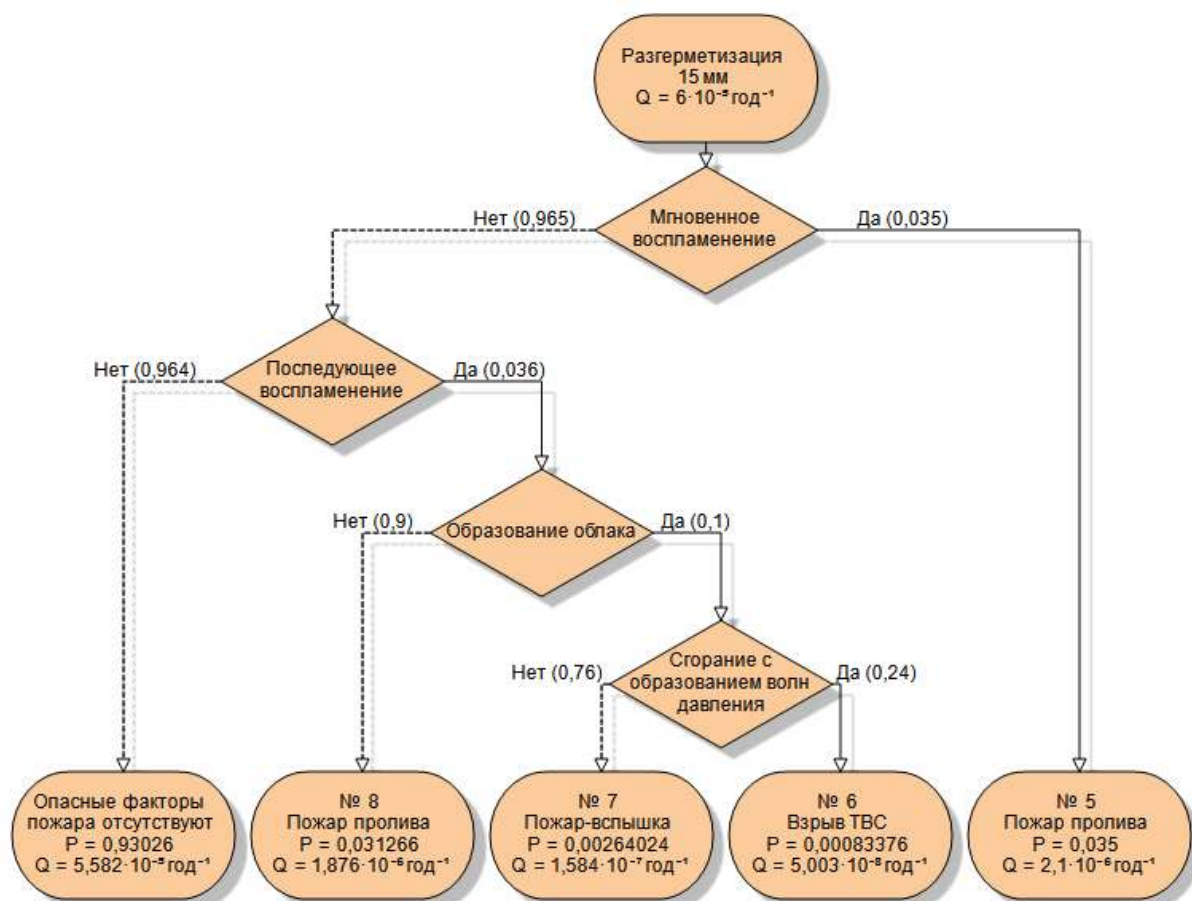 Разгерметизация
15 мм
Q = 6·10⁻⁵ год⁻¹
Нет (0,965)
Мгновенное
воспламенение
Да (0,035)
Нет (0,964)
Последующее
воспламенение
Да (0,036)
Нет (0,9)
Образование облака
Да (0,1)
Нет (0,76)
Сгорание с
образованием волн
давления
Да (0,24)
Опасные факторы
пожара отсутствуют
P = 0,93026
Q = 5,582·10⁻⁵ год⁻¹
№ 8
Пожар пролива
P = 0,031266
Q = 1,876·10⁻⁶ год⁻¹
№ 7
Пожар-вспышка
P = 0,00264024
Q = 1,584·10⁻⁷ год⁻¹
№ 6
Взрыв ТВС
P = 0,00083376
Q = 5,003·10⁻⁸ год⁻¹
№ 5
Пожар пролива
P = 0,035
Q = 2,1·10⁻⁶ год⁻¹